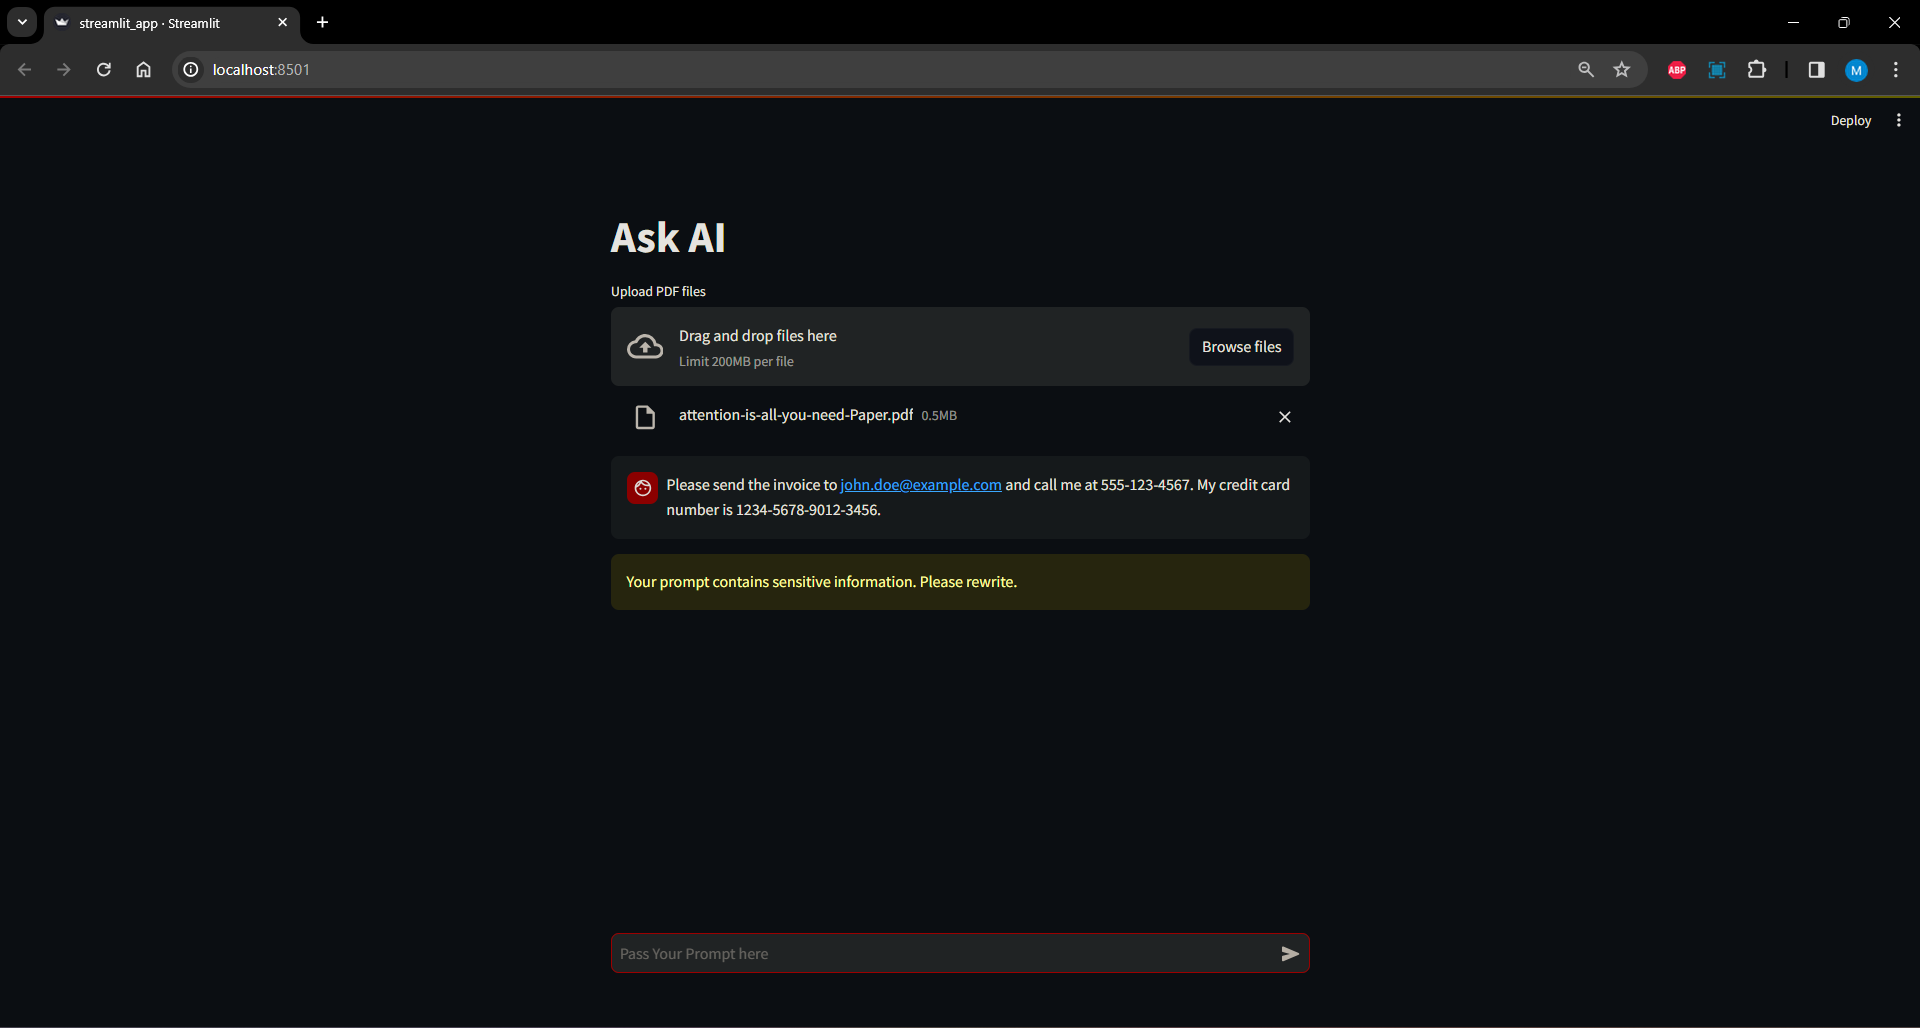 streamlit_app · Streamlit
localhost:8501
ABP
M
Deploy
Ask AI
Upload PDF files
Drag and drop files here
Limit 200MB per file
Browse files
attention-is-all-you-need-Paper.pdf 0.5MB
Please send the invoice to john.doe@example.com and call me at 555-123-4567. My credit card
number is 1234-5678-9012-3456.
Your prompt contains sensitive information. Please rewrite.
Pass Your Prompt here